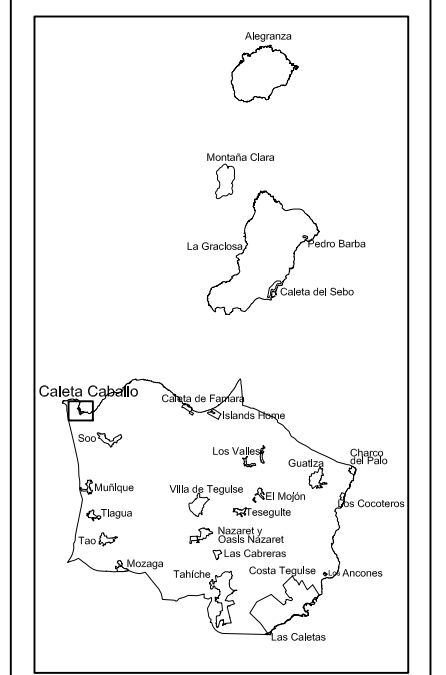 Alegranza
Montaña Clara
La Graciosa
Pedro Barba
Caleta del Sebo
Caleta Caballo
Caleta de Famara
Islands Home
Soo
Los Valles
Guatiza
Charco
del Palo
Muñique
Villa de Teguise
El Mojón
Los Cocoteros
Tiagua
Teseguite
Tao
Nazaret y
Oasis Nazaret
Las Cabreras
Mozaga
Tahíche
Costa Teguise
Los Ancones
Las Caletas